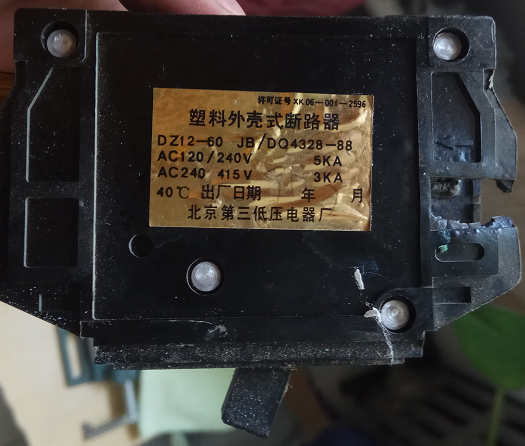 许可证号 XK06-001-2596
塑料外壳式断路器
DZ12-60 JB/DQ4328-88
AC120/240V 5KA
AC240 415V 3KA
40℃ 出厂日期 年 月
北京第三低压电器厂